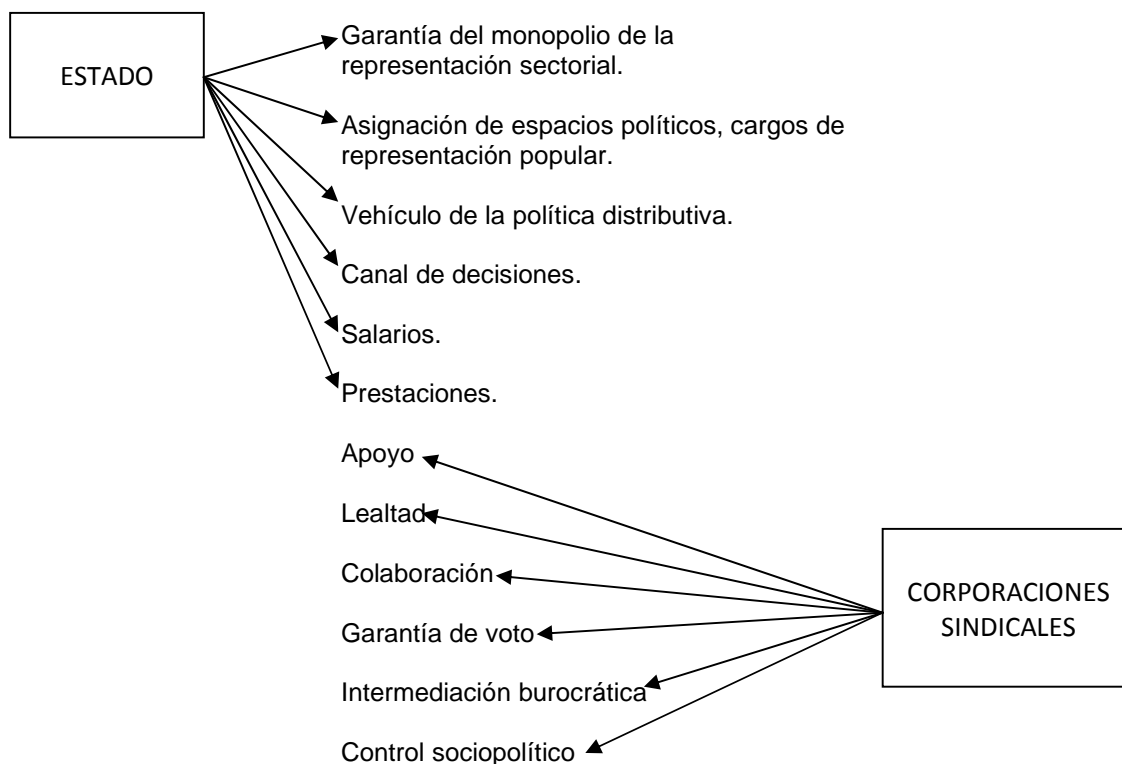 ESTADO
Garantía del monopolio de la
representación sectorial.
Asignación de espacios políticos, cargos de
representación popular.
Vehículo de la política distributiva.
Canal de decisiones.
Salarios.
Prestaciones.
Apoyo
Lealtad
Colaboración
Garantía de voto
Intermediación burocrática
Control sociopolítico
CORPORACIONES
SINDICALES